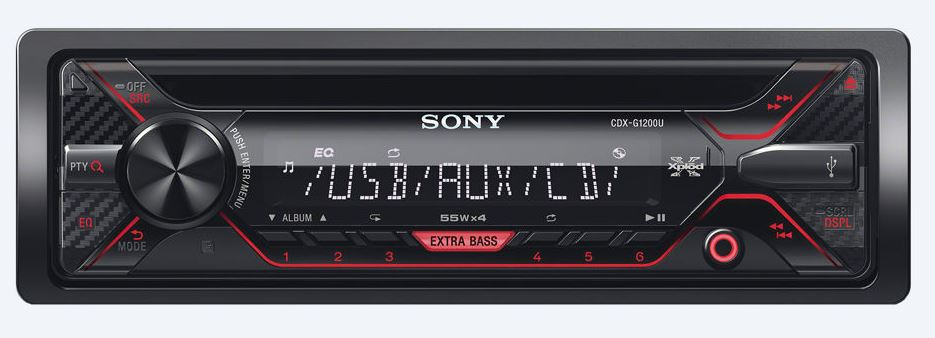 OFF
SRC
SONY
CDX-G1200U
PUSH ENTER/MENU
PTY
EQ
Xplod
/USB/AUX/CD/
EQ
ALBUM
55W×4
SCRL
DSPL
MODE
EXTRA BASS
1 2 3 4 5 6